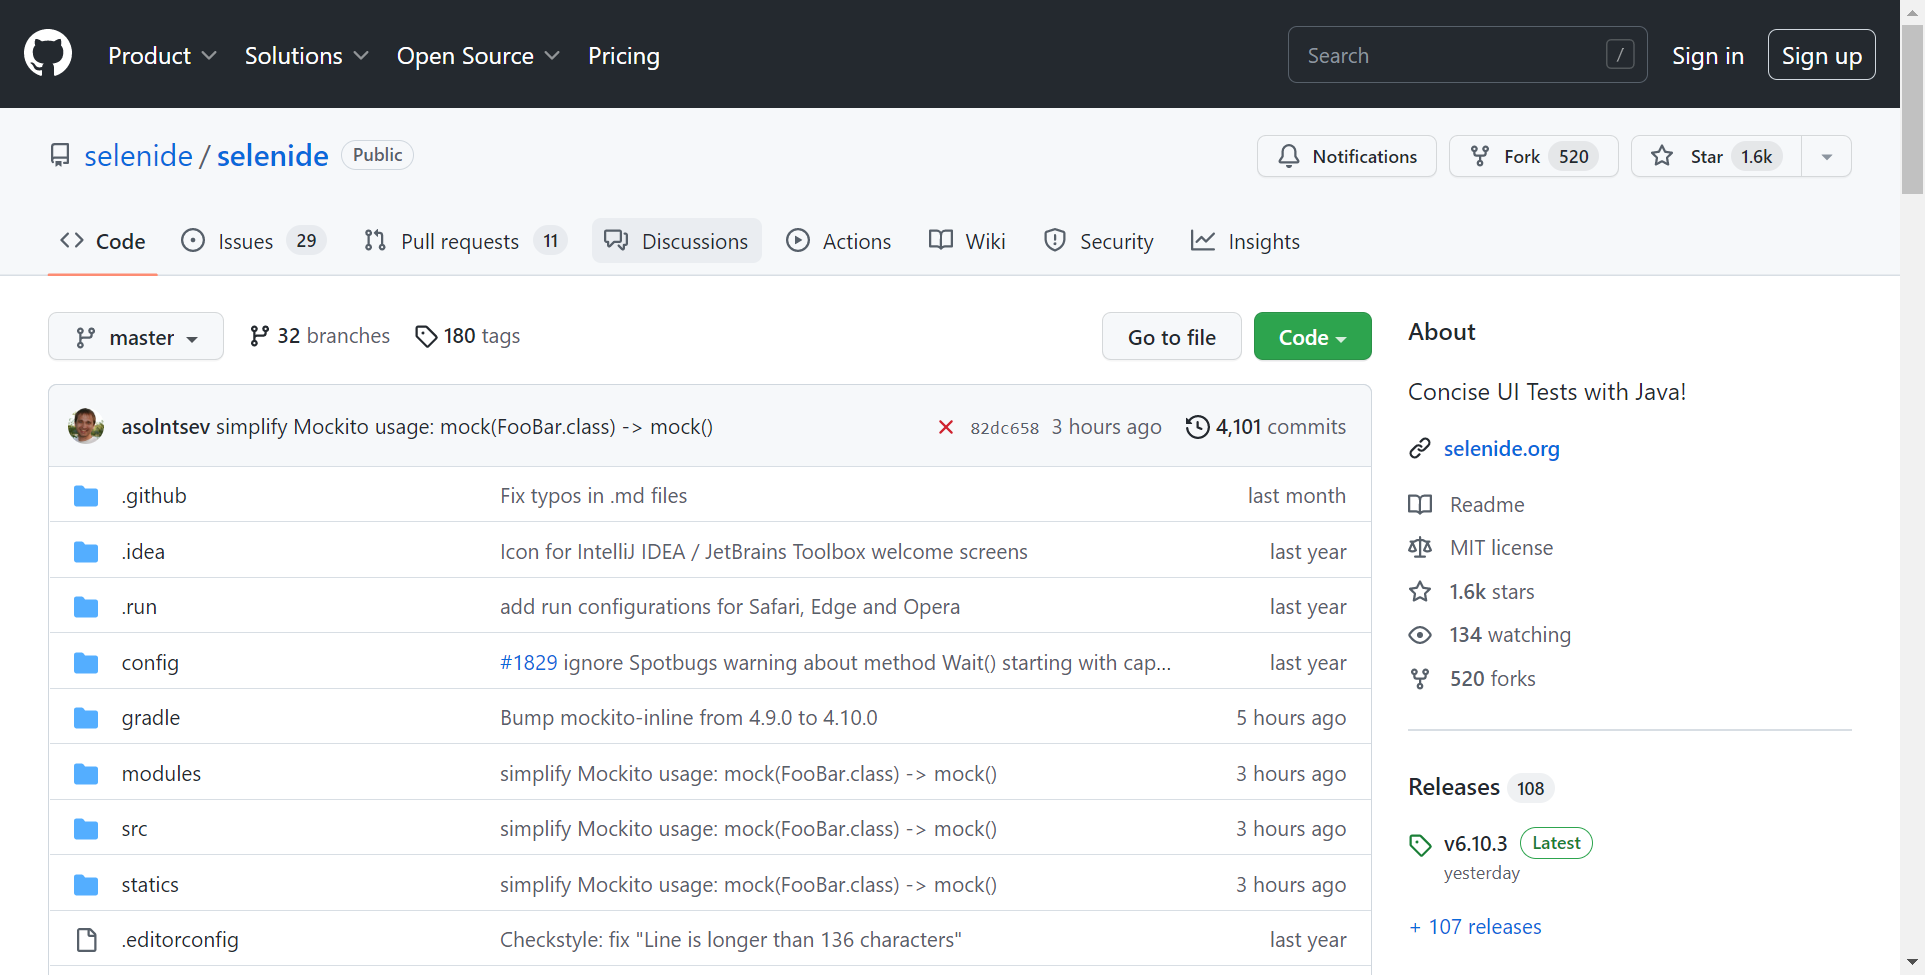 Product Solutions Open Source Pricing Search / Sign in Sign up
selenide / selenide Public Notifications Fork 520 Star 1.6k
Code Issues 29 Pull requests 11 Discussions Actions Wiki Security Insights
master 32 branches 180 tags Go to file Code
asolntsev simplify Mockito usage: mock(FooBar.class) -> mock() 82dc658 3 hours ago 4,101 commits
.github Fix typos in .md files last month
.idea Icon for IntelliJ IDEA / JetBrains Toolbox welcome screens last year
.run add run configurations for Safari, Edge and Opera last year
config #1829 ignore Spotbugs warning about method Wait() starting with cap... last year
gradle Bump mockito-inline from 4.9.0 to 4.10.0 5 hours ago
modules simplify Mockito usage: mock(FooBar.class) -> mock() 3 hours ago
src simplify Mockito usage: mock(FooBar.class) -> mock() 3 hours ago
statics simplify Mockito usage: mock(FooBar.class) -> mock() 3 hours ago
.editorconfig Checkstyle: fix "Line is longer than 136 characters" last year
About
Concise UI Tests with Java!
selenide.org
Readme
MIT license
1.6k stars
134 watching
520 forks
Releases 108
v6.10.3 Latest
yesterday
+ 107 releases